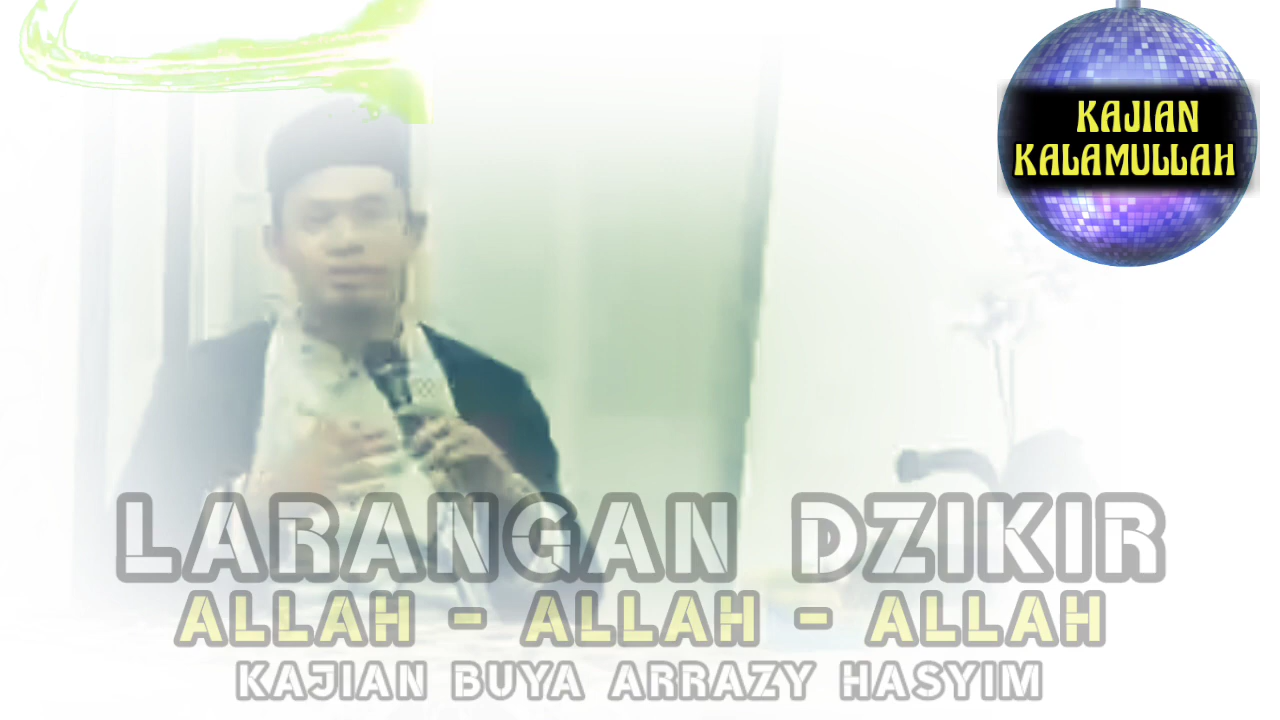 KAJIAN
KALAMULLAH
LARANGAN DZIKIR
ALLAH - ALLAH - ALLAH
KAJIAN BUYA ARRAZY HASYIM